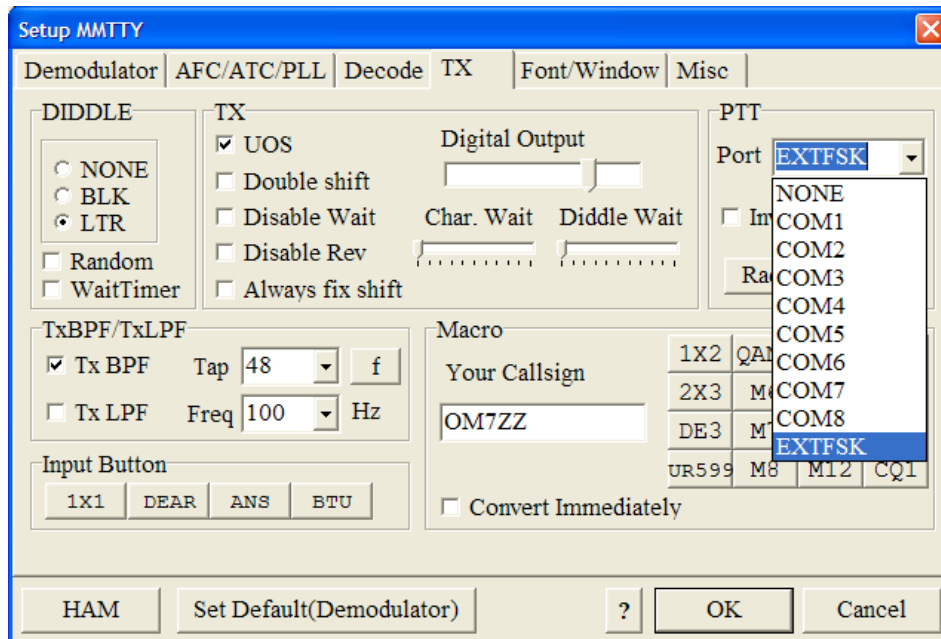 Setup MMTTY
Demodulator AFC/ATC/PLL Decode TX Font/Window Misc
DIDDLE
NONE
BLK
LTR
Random
WaitTimer
TX
UOS
Double shift
Disable Wait
Disable Rev
Always fix shift
Digital Output
Char. Wait Diddle Wait
PTT
Port EXTFSK
NONE
COM1
COM2
COM3
COM4
COM5
COM6
COM7
COM8
EXTFSK
TxBPF/TxLPF
Tx BPF Tap 48 f
Tx LPF Freq 100 Hz
Input Button
1X1 DEAR ANS BTU
Macro
Your Callsign
OM7ZZ
1X2
2X3
DE3
UR599 M8 M12 CQ1
Convert Immediately
HAM Set Default(Demodulator) ? OK Cancel